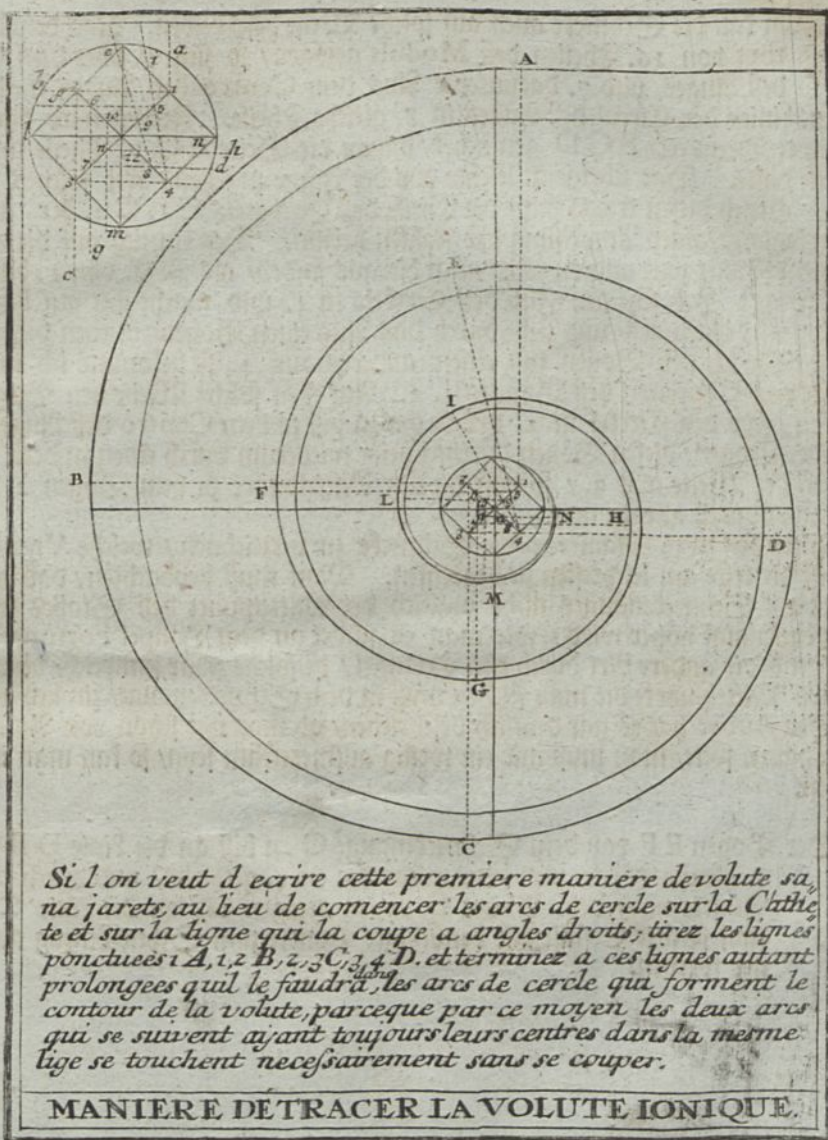 A
a
1
b
h
n
d
4
m
3
g
c
E
I
B
F
L
N
H
D
M
G
C
Si l on veut d ecrire cette premiere maniere de volute sa„
na jarets, au lieu de comencer les arcs de cercle sur la Cathe„
te et sur la ligne qui la coupe a angles droits; tirez les lignes
ponctuees 1 A, 1, 2 B, 2, 3 C, 3, 4 D. et terminez a ces lignes autant
prolongees quil le faudra, les arcs de cercle qui forment le
contour de la volute, parceque par ce moyen les deux arcs
qui se suivent ayant toujours leurs centres dans la mesme
lige se touchent necessairement sans se couper.
MANIERE DE TRACER LA VOLUTE IONIQUE.